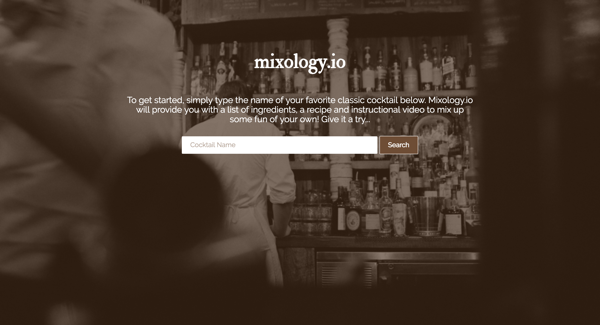 mixology.io
To get started, simply type the name of your favorite classic cocktail below. Mixology.io
will provide you with a list of ingredients, a recipe and instructional video to mix up
some fun of your own! Give it a try...
Cocktail Name
Search